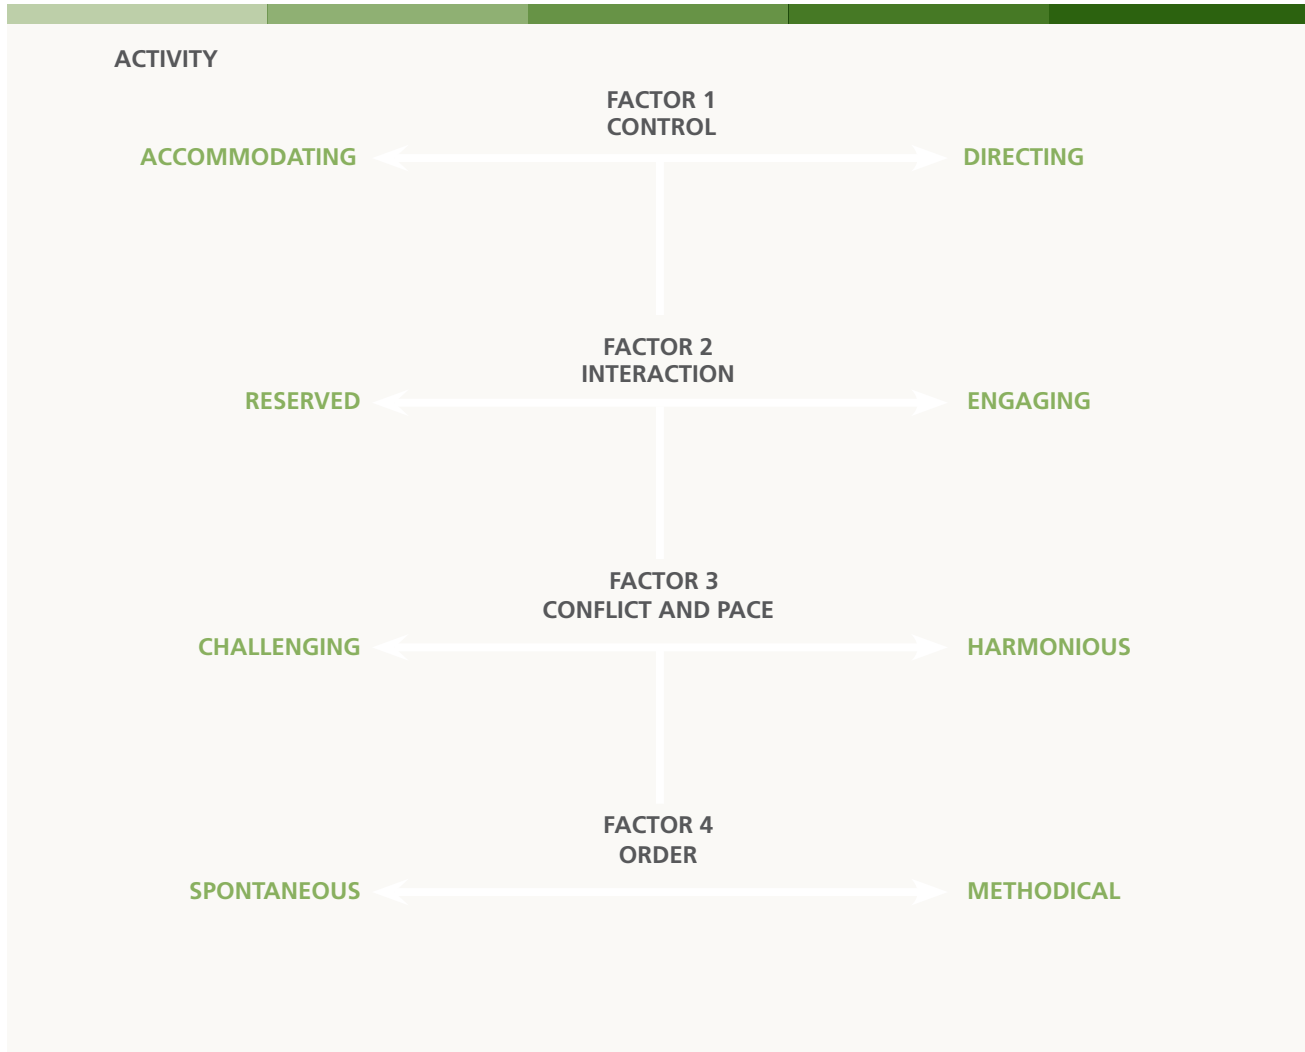 ACTIVITY
FACTOR 1
CONTROL
ACCOMMODATING
DIRECTING
FACTOR 2
INTERACTION
RESERVED
ENGAGING
FACTOR 3
CONFLICT AND PACE
CHALLENGING
HARMONIOUS
FACTOR 4
ORDER
SPONTANEOUS
METHODICAL